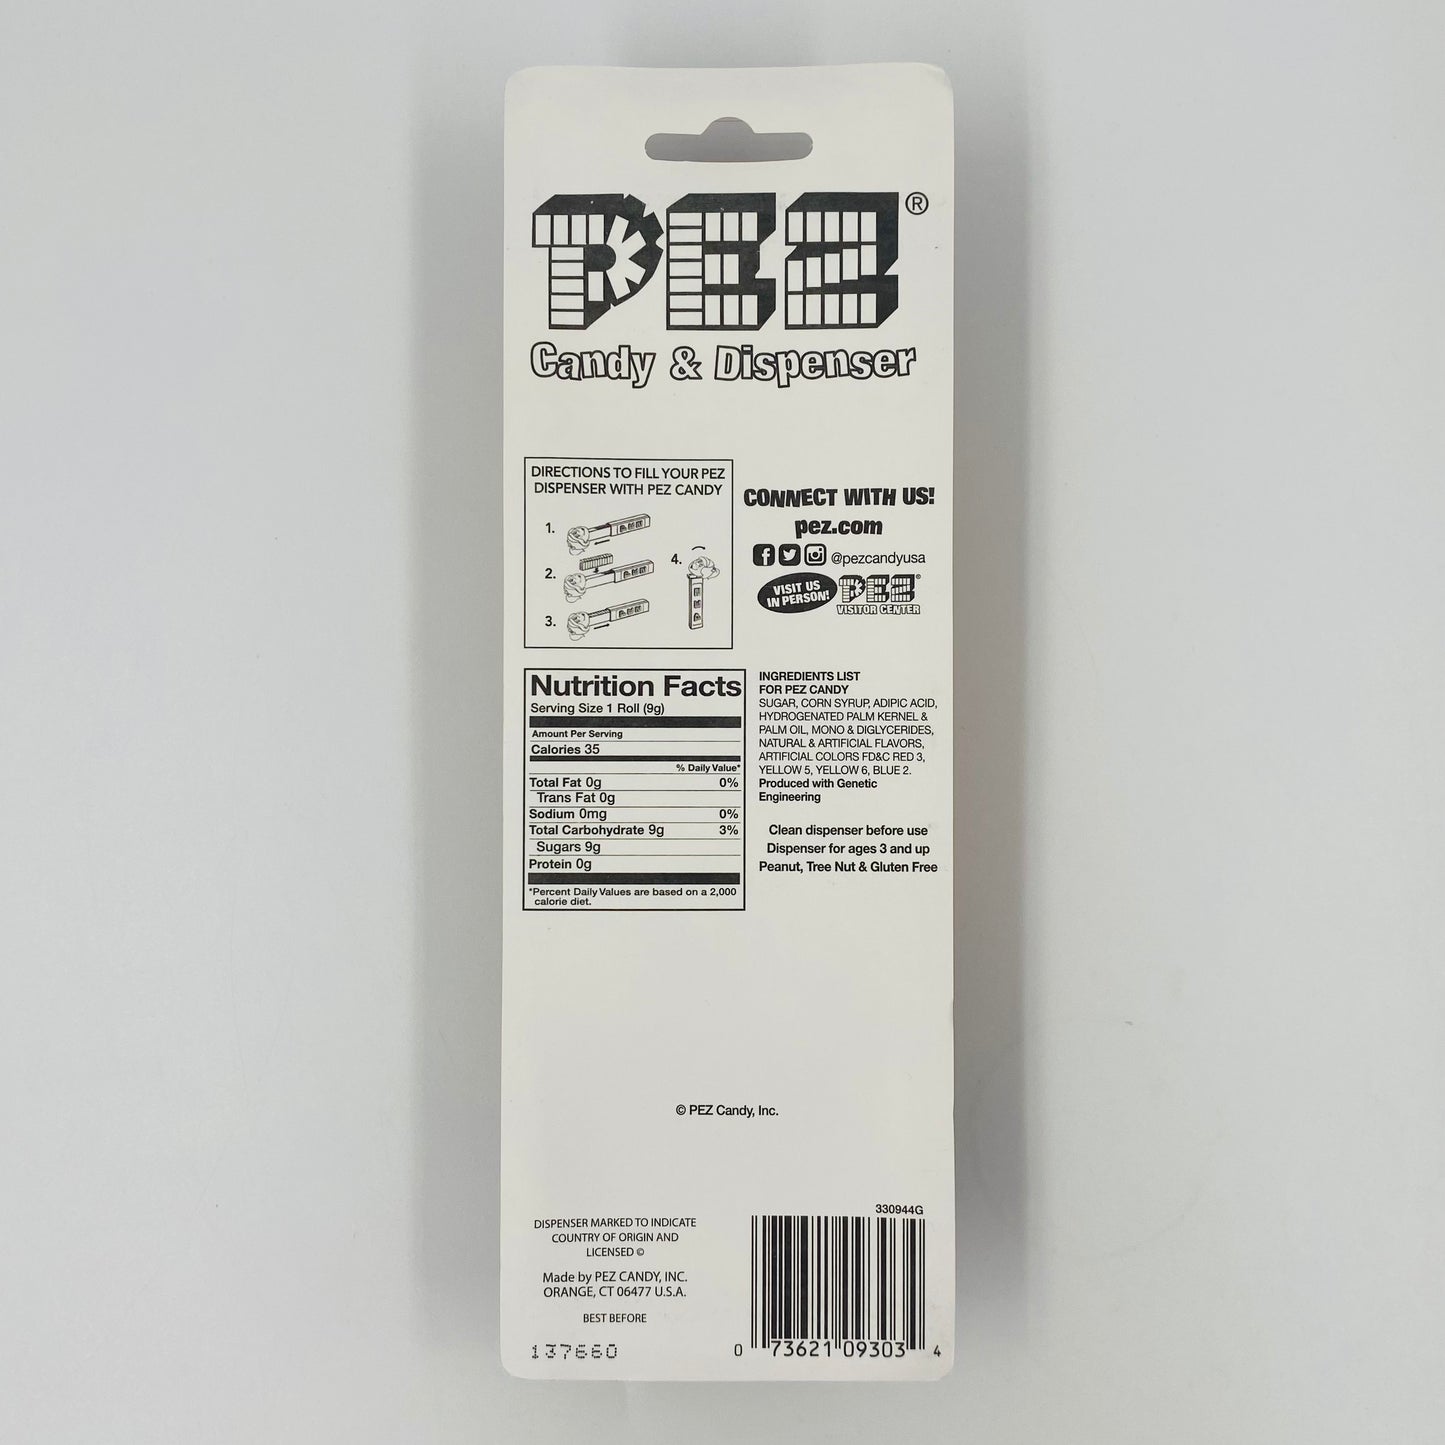 PEZ®
Candy & Dispenser
DIRECTIONS TO FILL YOUR PEZ
DISPENSER WITH PEZ CANDY
1.
2.
3.
4.
CONNECT WITH US!
pez.com
@pezcandyusa
VISIT US
IN PERSON!
PEZ®
VISITOR CENTER
Nutrition Facts
Serving Size 1 Roll (9g)
Amount Per Serving
Calories 35
% Daily Value*
Total Fat 0g 0%
Trans Fat 0g
Sodium 0mg 0%
Total Carbohydrate 9g 3%
Sugars 9g
Protein 0g
*Percent Daily Values are based on a 2,000
calorie diet.
INGREDIENTS LIST
FOR PEZ CANDY
SUGAR, CORN SYRUP, ADIPIC ACID,
HYDROGENATED PALM KERNEL &
PALM OIL, MONO & DIGLYCERIDES,
NATURAL & ARTIFICIAL FLAVORS,
ARTIFICIAL COLORS FD&C RED 3,
YELLOW 5, YELLOW 6, BLUE 2.
Produced with Genetic
Engineering
Clean dispenser before use
Dispenser for ages 3 and up
Peanut, Tree Nut & Gluten Free
© PEZ Candy, Inc.
DISPENSER MARKED TO INDICATE
COUNTRY OF ORIGIN AND
LICENSED ©
Made by PEZ CANDY, INC.
ORANGE, CT 06477 U.S.A.
BEST BEFORE
137660
330944G
0 73621 09303 4